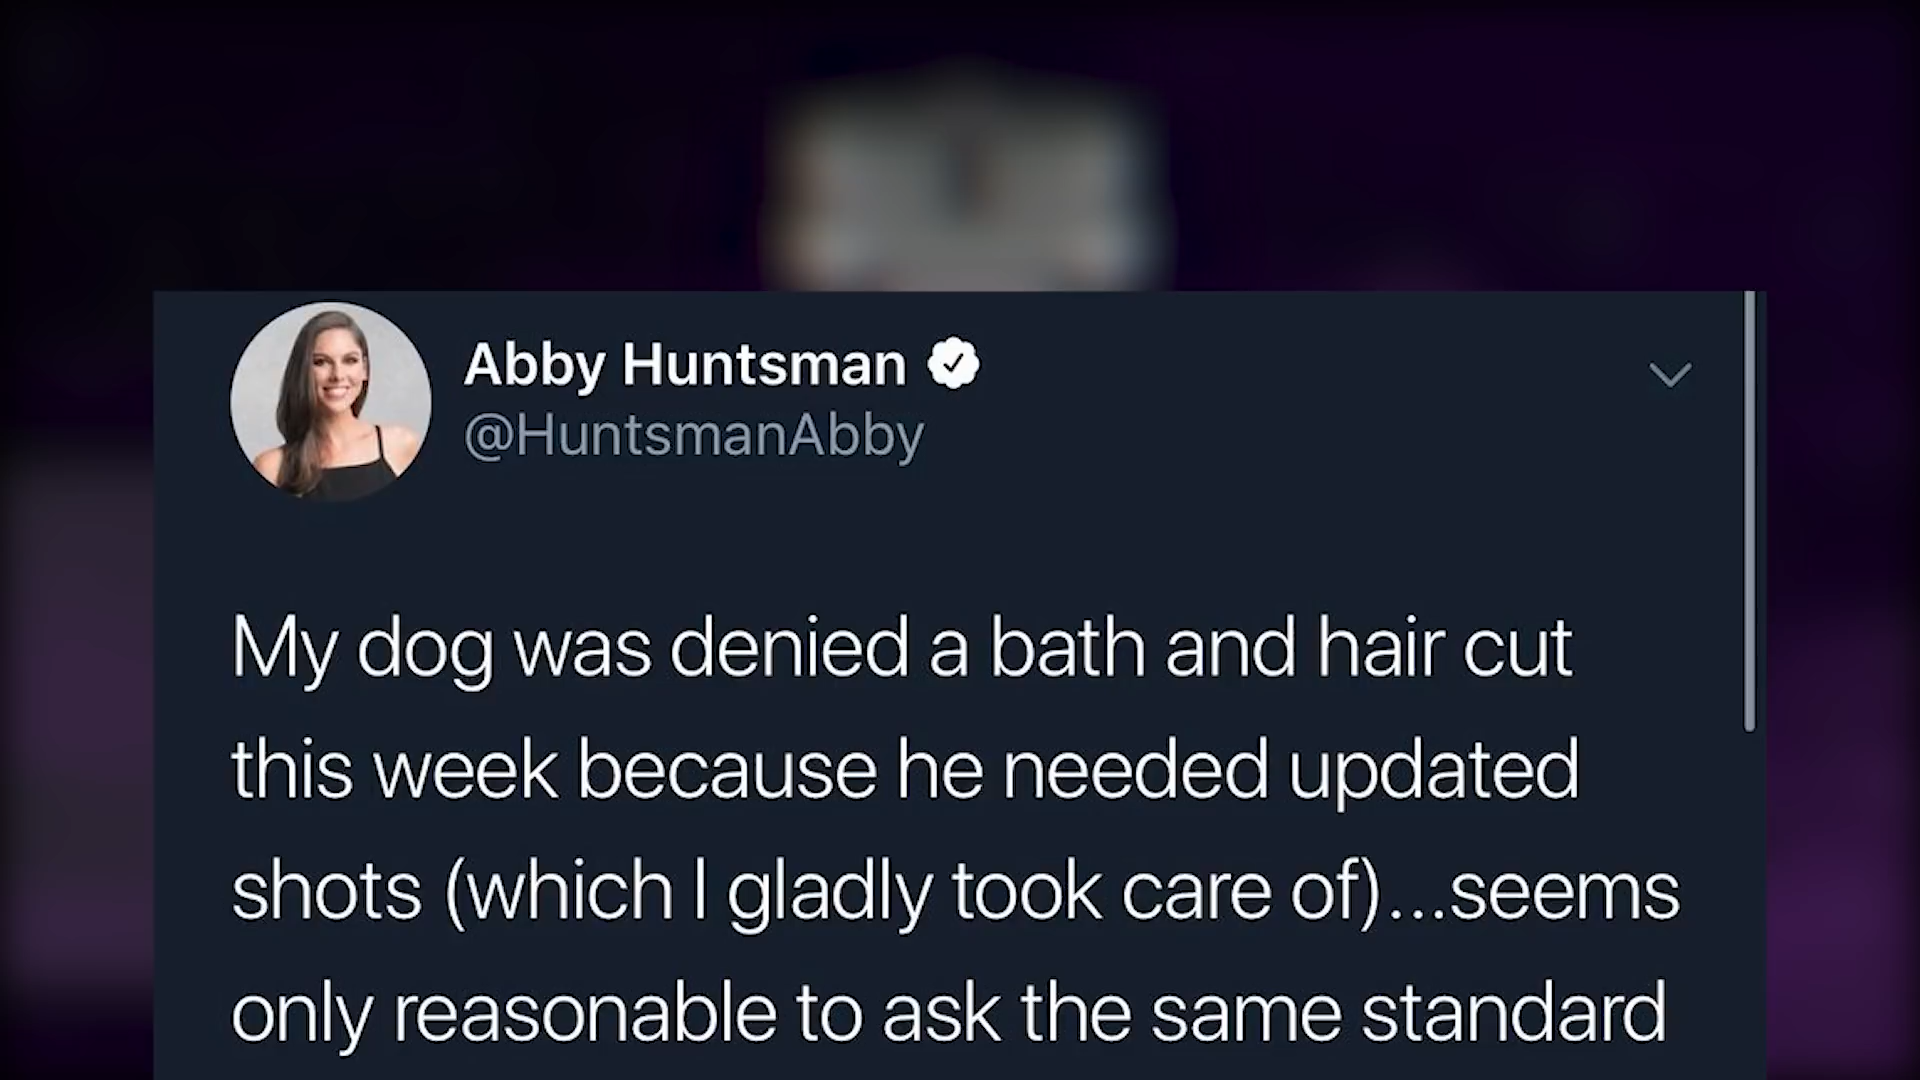 Abby Huntsman
@HuntsmanAbby
My dog was denied a bath and hair cut
this week because he needed updated
shots (which I gladly took care of)...seems
only reasonable to ask the same standard